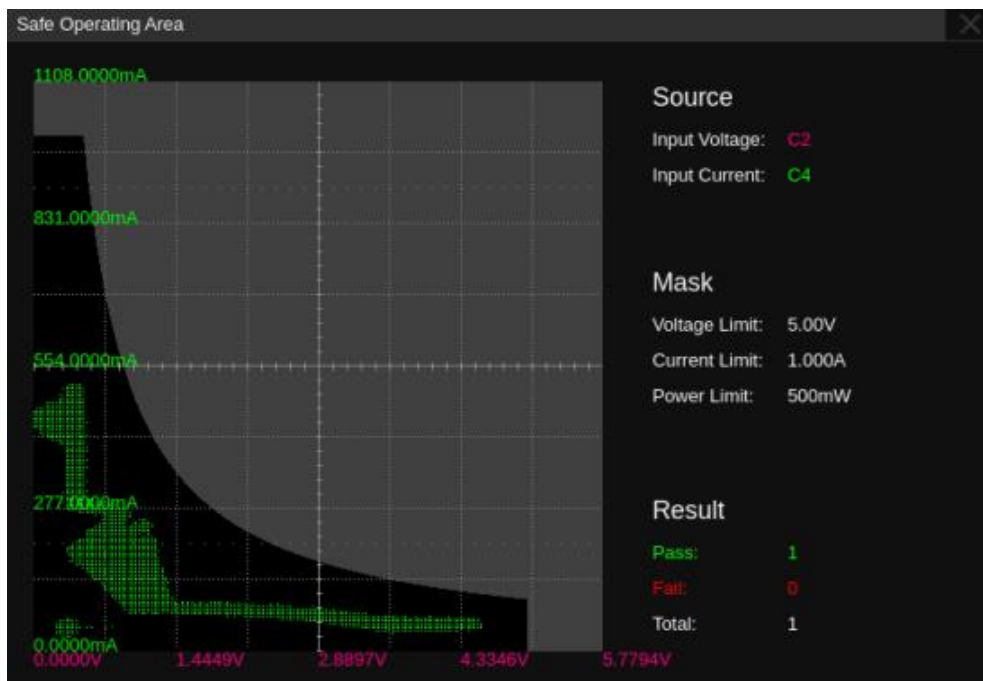 Safe Operating Area
1108.0000mA
831.0000mA
554.0000mA
277.0000mA
0.0000mA
0.0000V 1.4449V 2.8897V 4.3346V 5.7794V
Source
Input Voltage: C2
Input Current: C4
Mask
Voltage Limit: 5.00V
Current Limit: 1.000A
Power Limit: 500mW
Result
Pass: 1
Fail: 0
Total: 1